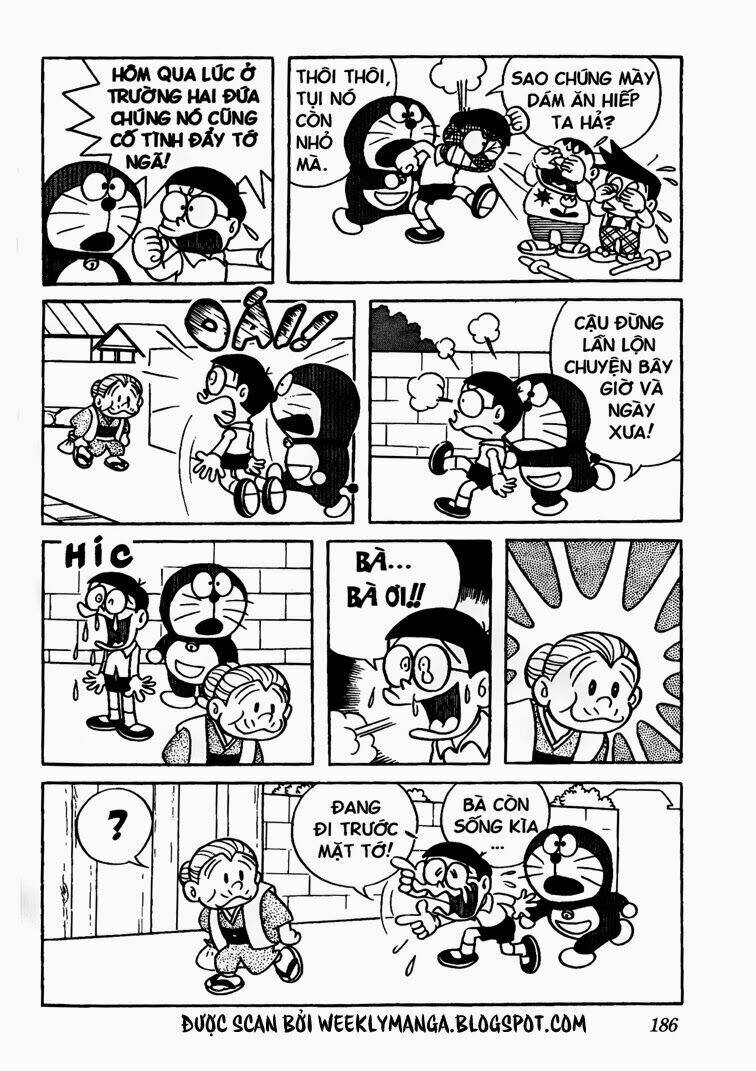 HÔM QUA LÚC Ở
TRƯỜNG HAI ĐỨA
CHÚNG NÓ CŨNG
CỐ TÌNH ĐẨY TỚ
NGÃ!
THÔI THÔI,
TỤI NÓ
CÒN
NHỎ
MÀ.
SAO CHÚNG MÀY
DÁM ĂN HIẾP
TA HẢ?
OÁI!!
CẬU ĐỪNG
LẪN LỘN
CHUYỆN BÂY
GIỜ VÀ
NGÀY
XƯA!
HÍC
BÀ...
BÀ ƠI!!
?
ĐANG
ĐI TRƯỚC
MẶT TỚ!
BÀ CÒN
SỐNG KÌA
...
ĐƯỢC SCAN BỞI WEEKLYMANGA.BLOGSPOT.COM
186